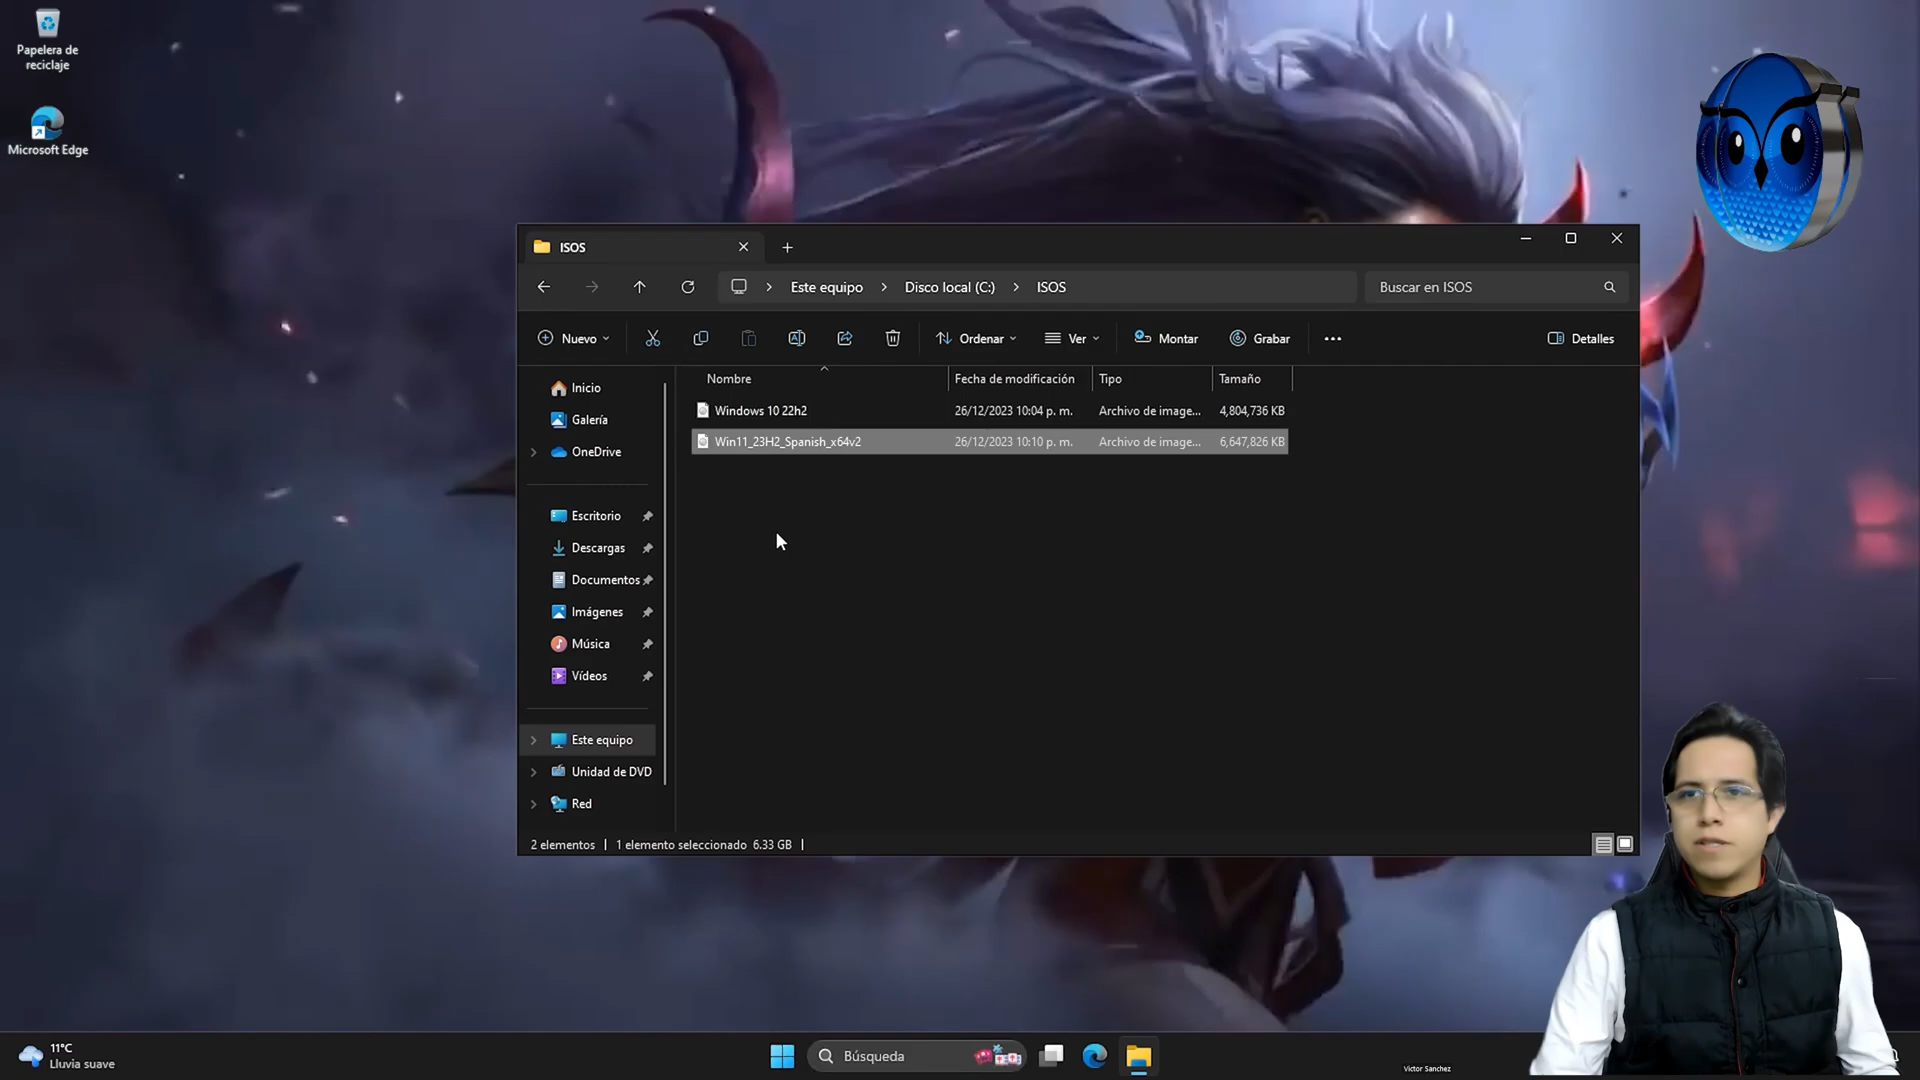 Papelera de
reciclaje
Microsoft Edge
ISOS
Este equipo
Disco local (C:)
ISOS
Buscar en ISOS
Nuevo
Ordenar
Ver
Montar
Grabar
Detalles
Nombre
Fecha de modificación
Tipo
Tamaño
Windows 10 22h2
26/12/2023 10:04 p. m.
Archivo de image...
4,804,736 KB
Win11_23H2_Spanish_x64v2
26/12/2023 10:10 p. m.
Archivo de image...
6,647,826 KB
Inicio
Galería
OneDrive
Escritorio
Descargas
Documentos
Imágenes
Música
Vídeos
Este equipo
Unidad de DVD
Red
2 elementos
1 elemento seleccionado 6.33 GB
11°C
Lluvia suave
Búsqueda
Victor Sanchez